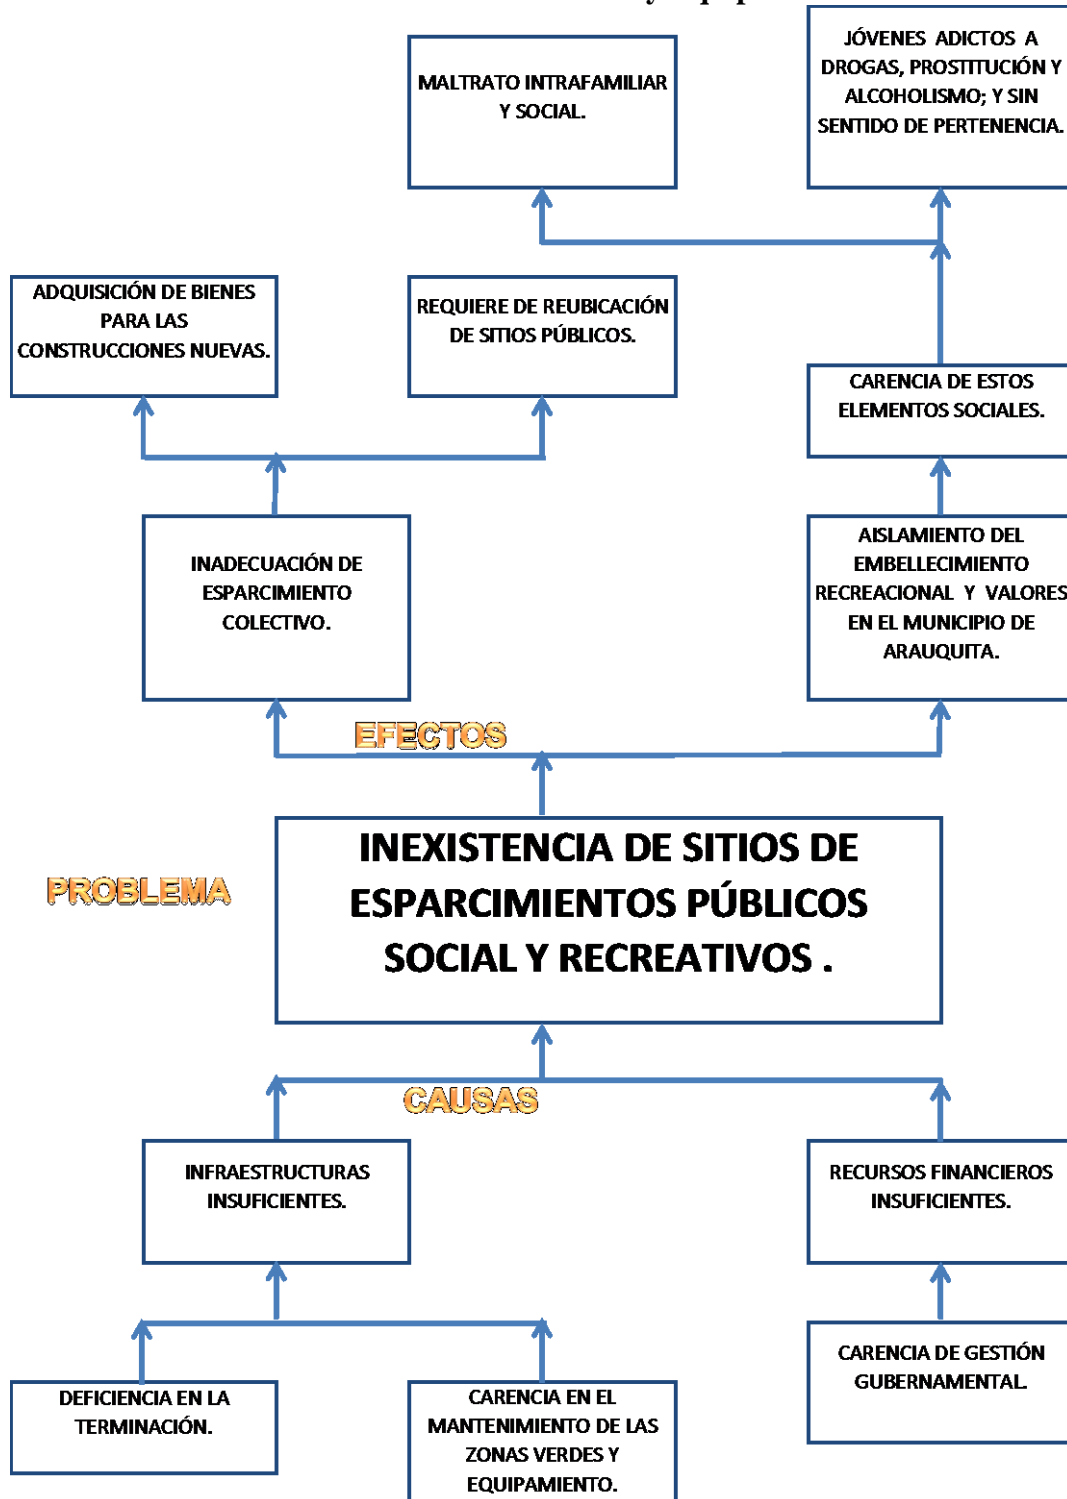 MALTRATO INTRAFAMILIAR
Y SOCIAL.
JÓVENES ADICTOS A
DROGAS, PROSTITUCIÓN Y
ALCOHOLISMO; Y SIN
SENTIDO DE PERTENENCIA.
ADQUISICIÓN DE BIENES
PARA LAS
CONSTRUCCIONES NUEVAS.
REQUIERE DE REUBICACIÓN
DE SITIOS PÚBLICOS.
CARENCIA DE ESTOS
ELEMENTOS SOCIALES.
INADECUACIÓN DE
ESPARCIMIENTO
COLECTIVO.
AISLAMIENTO DEL
EMBELLECIMIENTO
RECREACIONAL Y VALORES
EN EL MUNICIPIO DE
ARAUQUITA.
EFECTOS
PROBLEMA
INEXISTENCIA DE SITIOS DE
ESPARCIMIENTOS PÚBLICOS
SOCIAL Y RECREATIVOS .
CAUSAS
INFRAESTRUCTURAS
INSUFICIENTES.
RECURSOS FINANCIEROS
INSUFICIENTES.
DEFICIENCIA EN LA
TERMINACIÓN.
CARENCIA EN EL
MANTENIMIENTO DE LAS
ZONAS VERDES Y
EQUIPAMIENTO.
CARENCIA DE GESTIÓN
GUBERNAMENTAL.